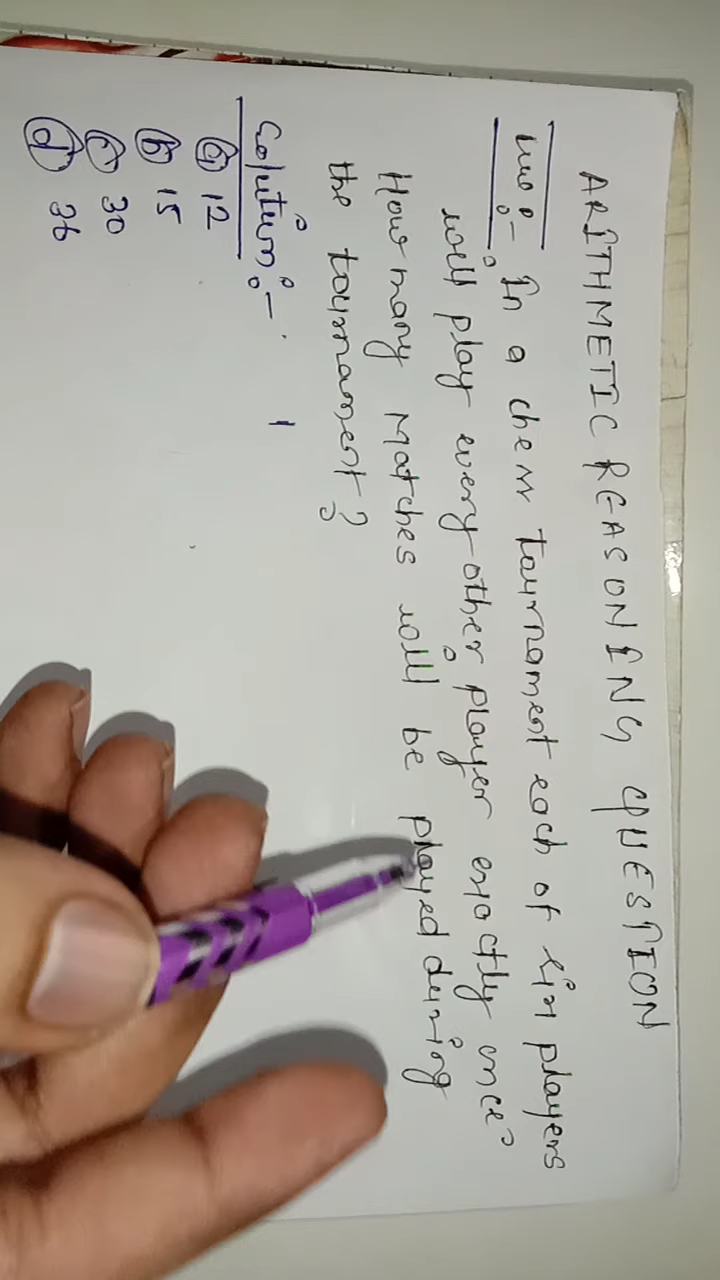 ARITHMETIC REASONING QUESTION
In a chess tournament each of six players
will play every other player exactly once.
How many Matches will be played during
the tournament?
Solution:-
(a) 12
(b) 15
(c) 30
(d) 36